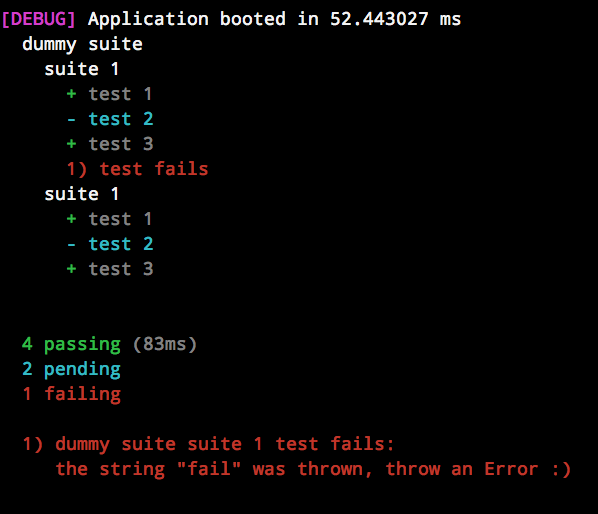 [DEBUG] Application booted in 52.443027 ms
dummy suite
suite 1
+ test 1
- test 2
+ test 3
1) test fails
suite 1
+ test 1
- test 2
+ test 3
4 passing (83ms)
2 pending
1 failing
1) dummy suite suite 1 test fails:
the string "fail" was thrown, throw an Error :)